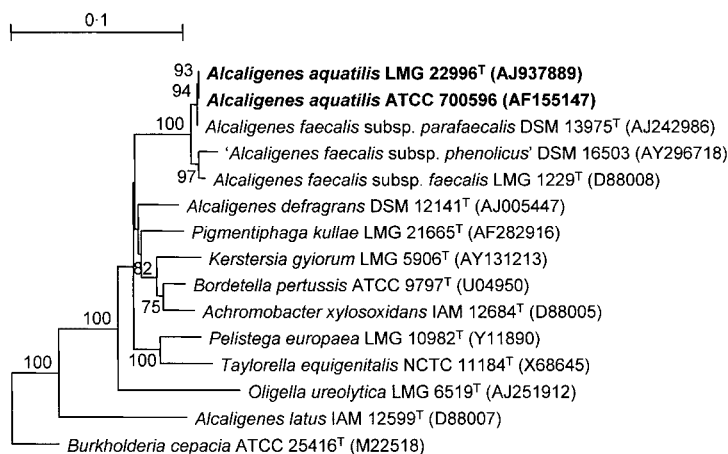 0·1
93 Alcaligenes aquatilis LMG 22996ᵀ (AJ937889)
94 Alcaligenes aquatilis ATCC 700596 (AF155147)
100 Alcaligenes faecalis subsp. parafaecalis DSM 13975ᵀ (AJ242986)
'Alcaligenes faecalis subsp. phenolicus' DSM 16503 (AY296718)
97 Alcaligenes faecalis subsp. faecalis LMG 1229ᵀ (D88008)
Alcaligenes defragrans DSM 12141ᵀ (AJ005447)
Pigmentiphaga kullae LMG 21665ᵀ (AF282916)
82 Kerstersia gyiorum LMG 5906ᵀ (AY131213)
Bordetella pertussis ATCC 9797ᵀ (U04950)
75 Achromobacter xylosoxidans IAM 12684ᵀ (D88005)
100 Pelistega europaea LMG 10982ᵀ (Y11890)
100 Taylorella equigenitalis NCTC 11184ᵀ (X68645)
100 Oligella ureolytica LMG 6519ᵀ (AJ251912)
Alcaligenes latus IAM 12599ᵀ (D88007)
Burkholderia cepacia ATCC 25416ᵀ (M22518)